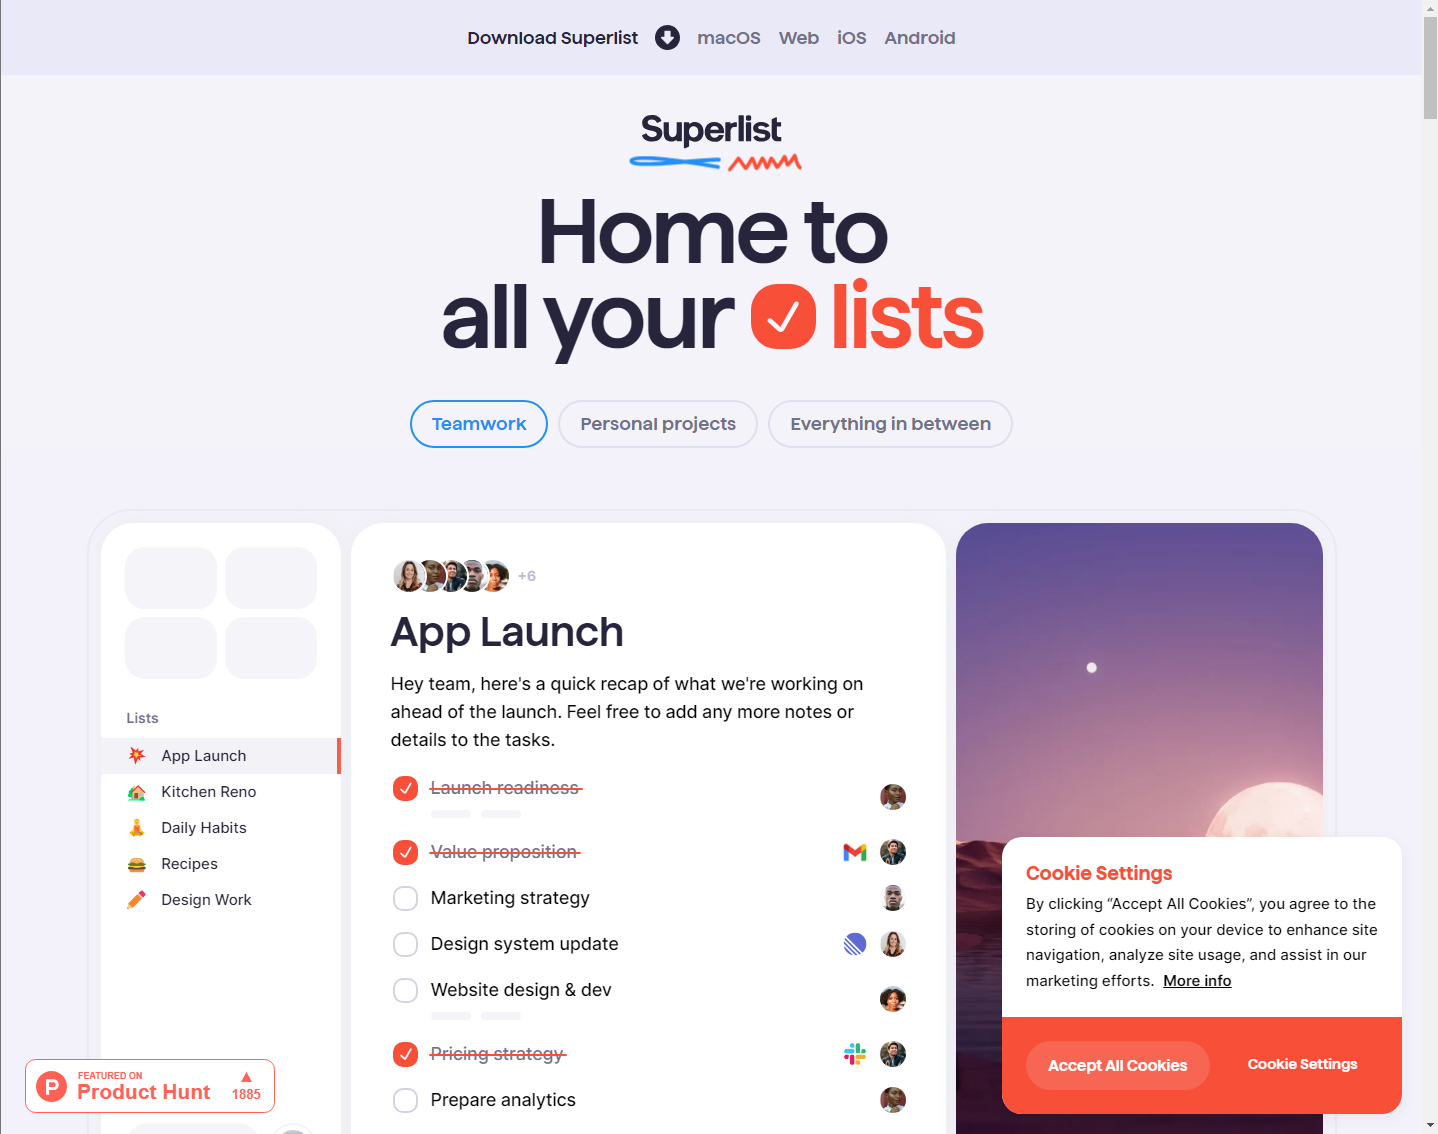 Download Superlist macOS Web iOS Android
Superlist
Home to
all your lists
Teamwork Personal projects Everything in between
+6
App Launch
Hey team, here's a quick recap of what we're working on
ahead of the launch. Feel free to add any more notes or
details to the tasks.
Lists
App Launch
Kitchen Reno
Daily Habits
Recipes
Design Work
Launch readiness
Value proposition
Marketing strategy
Design system update
Website design & dev
Pricing strategy
Prepare analytics
Cookie Settings
By clicking “Accept All Cookies”, you agree to the
storing of cookies on your device to enhance site
navigation, analyze site usage, and assist in our
marketing efforts. More info
Accept All Cookies Cookie Settings
P
FEATURED ON
Product Hunt
1885